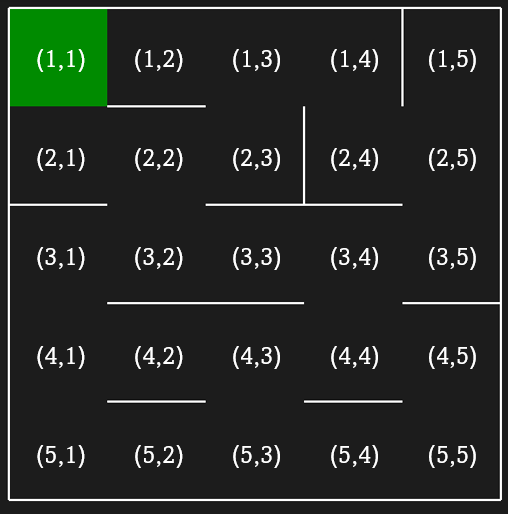 (1,1) (1,2) (1,3) (1,4) (1,5)
(2,1) (2,2) (2,3) (2,4) (2,5)
(3,1) (3,2) (3,3) (3,4) (3,5)
(4,1) (4,2) (4,3) (4,4) (4,5)
(5,1) (5,2) (5,3) (5,4) (5,5)